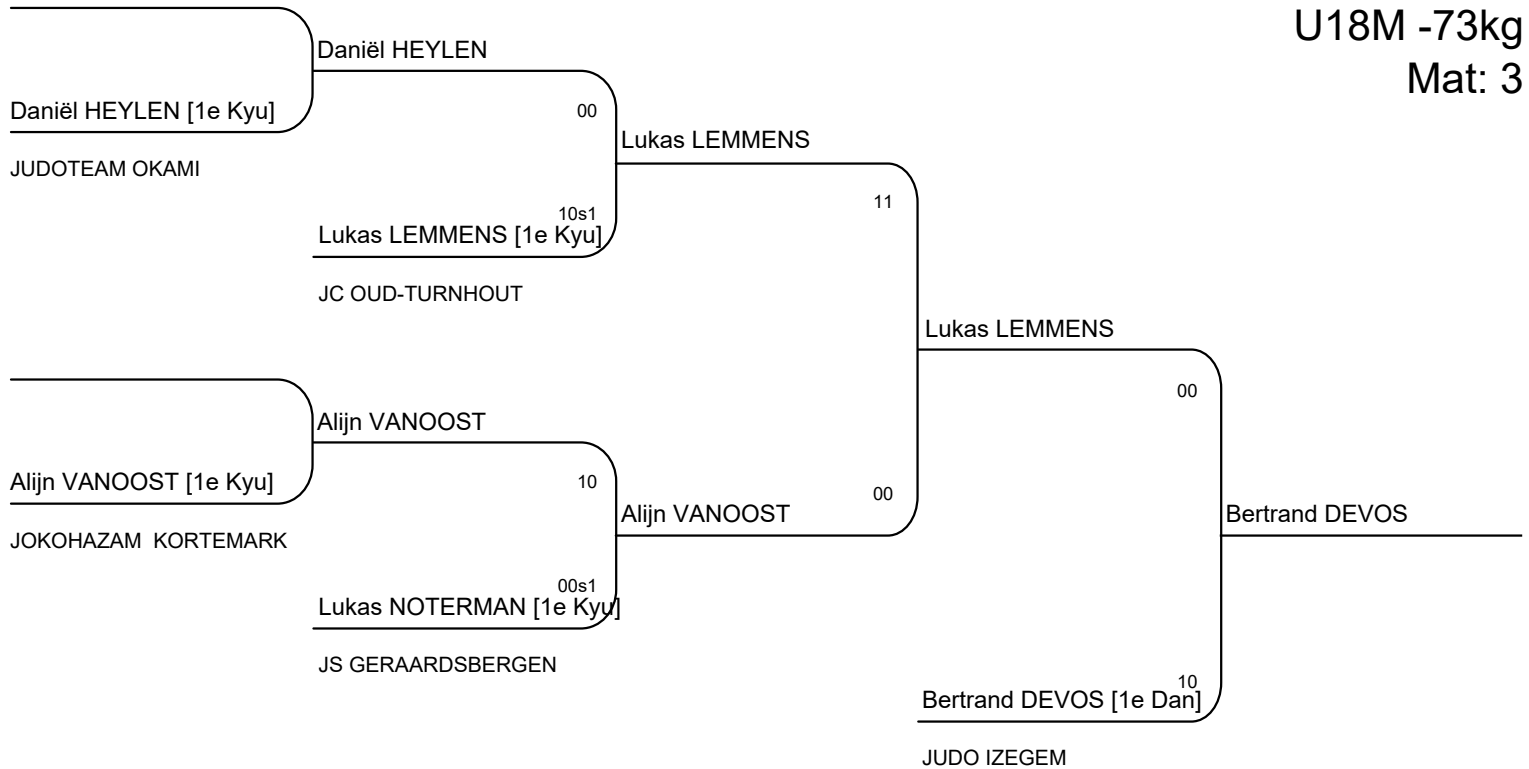 U18M -73kg
Mat: 3
Daniël HEYLEN
Daniël HEYLEN [1e Kyu]
00
Lukas LEMMENS
JUDOTEAM OKAMI
11
10s1
Lukas LEMMENS [1e Kyu]
JC OUD-TURNHOUT
Lukas LEMMENS
00
Alijn VANOOST
Alijn VANOOST [1e Kyu]
10
00
Alijn VANOOST
Bertrand DEVOS
JOKOHAZAM  KORTEMARK
00s1
Lukas NOTERMAN [1e Kyu]
JS GERAARDSBERGEN
10
Bertrand DEVOS [1e Dan]
JUDO IZEGEM